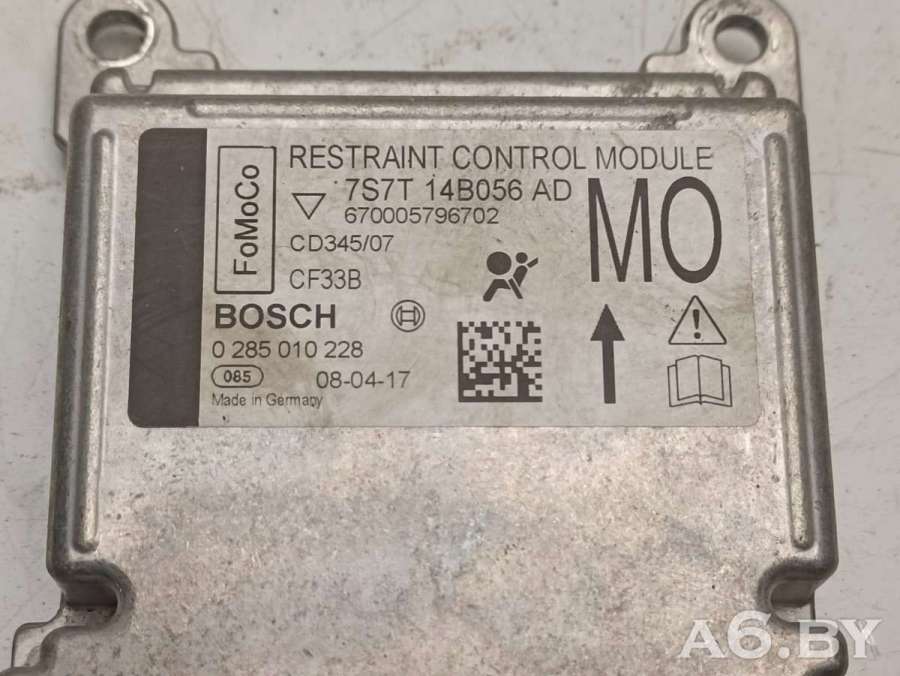 FoMoCo
RESTRAINT CONTROL MODULE
7S7T 14B056 AD
670005796702
MO
CD345/07
CF33B
BOSCH
0 285 010 228
085
08-04-17
Made in Germany
A6.BY